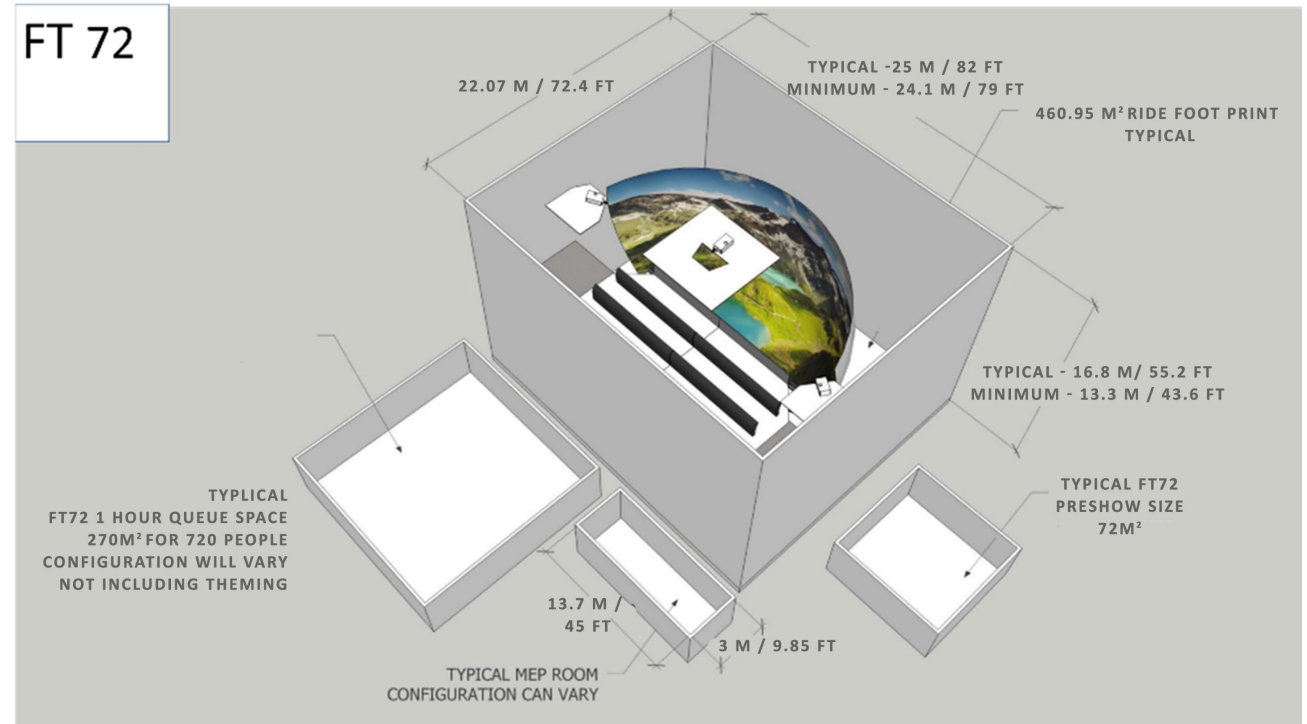 FT 72
22.07 M / 72.4 FT
TYPICAL -25 M / 82 FT
MINIMUM - 24.1 M / 79 FT
460.95 M² RIDE FOOT PRINT
TYPICAL
TYPICAL - 16.8 M/ 55.2 FT
MINIMUM - 13.3 M / 43.6 FT
TYPLICAL
FT72 1 HOUR QUEUE SPACE
270M² FOR 720 PEOPLE
CONFIGURATION WILL VARY
NOT INCLUDING THEMING
TYPICAL FT72
PRESHOW SIZE
72M²
13.7 M /
45 FT
3 M / 9.85 FT
TYPICAL MEP ROOM
CONFIGURATION CAN VARY